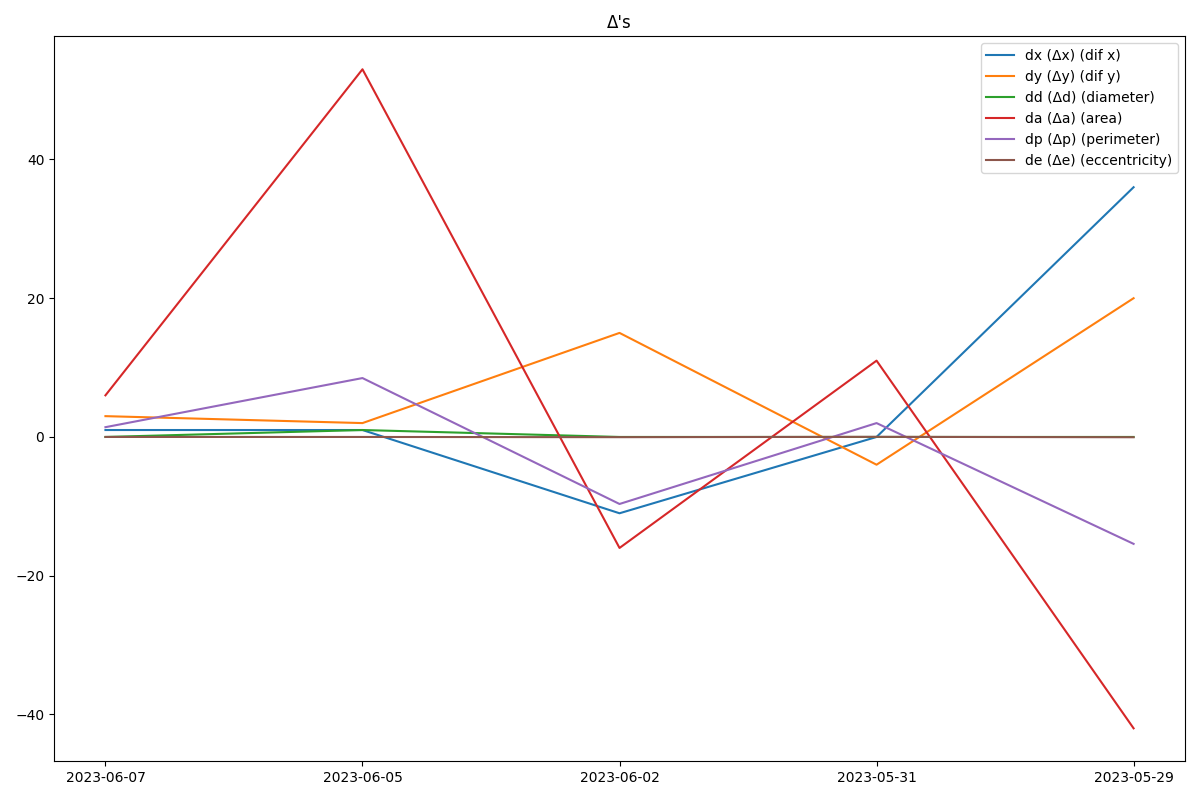 Δ's
dx (Δx) (dif x)
dy (Δy) (dif y)
dd (Δd) (diameter)
da (Δa) (area)
dp (Δp) (perimeter)
de (Δe) (eccentricity)
40
20
0
−20
−40
2023-06-07 2023-06-05 2023-06-02 2023-05-31 2023-05-29